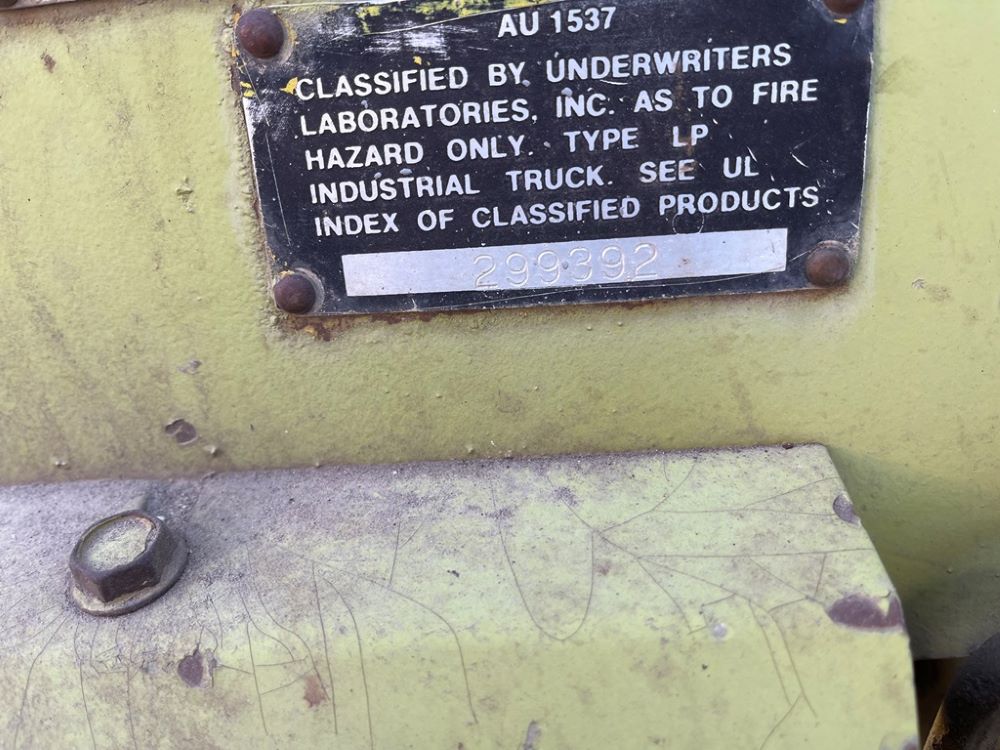 AU 1537
CLASSIFIED BY UNDERWRITERS
LABORATORIES, INC. AS TO FIRE
HAZARD ONLY. TYPE LP
INDUSTRIAL TRUCK. SEE UL
INDEX OF CLASSIFIED PRODUCTS
299392